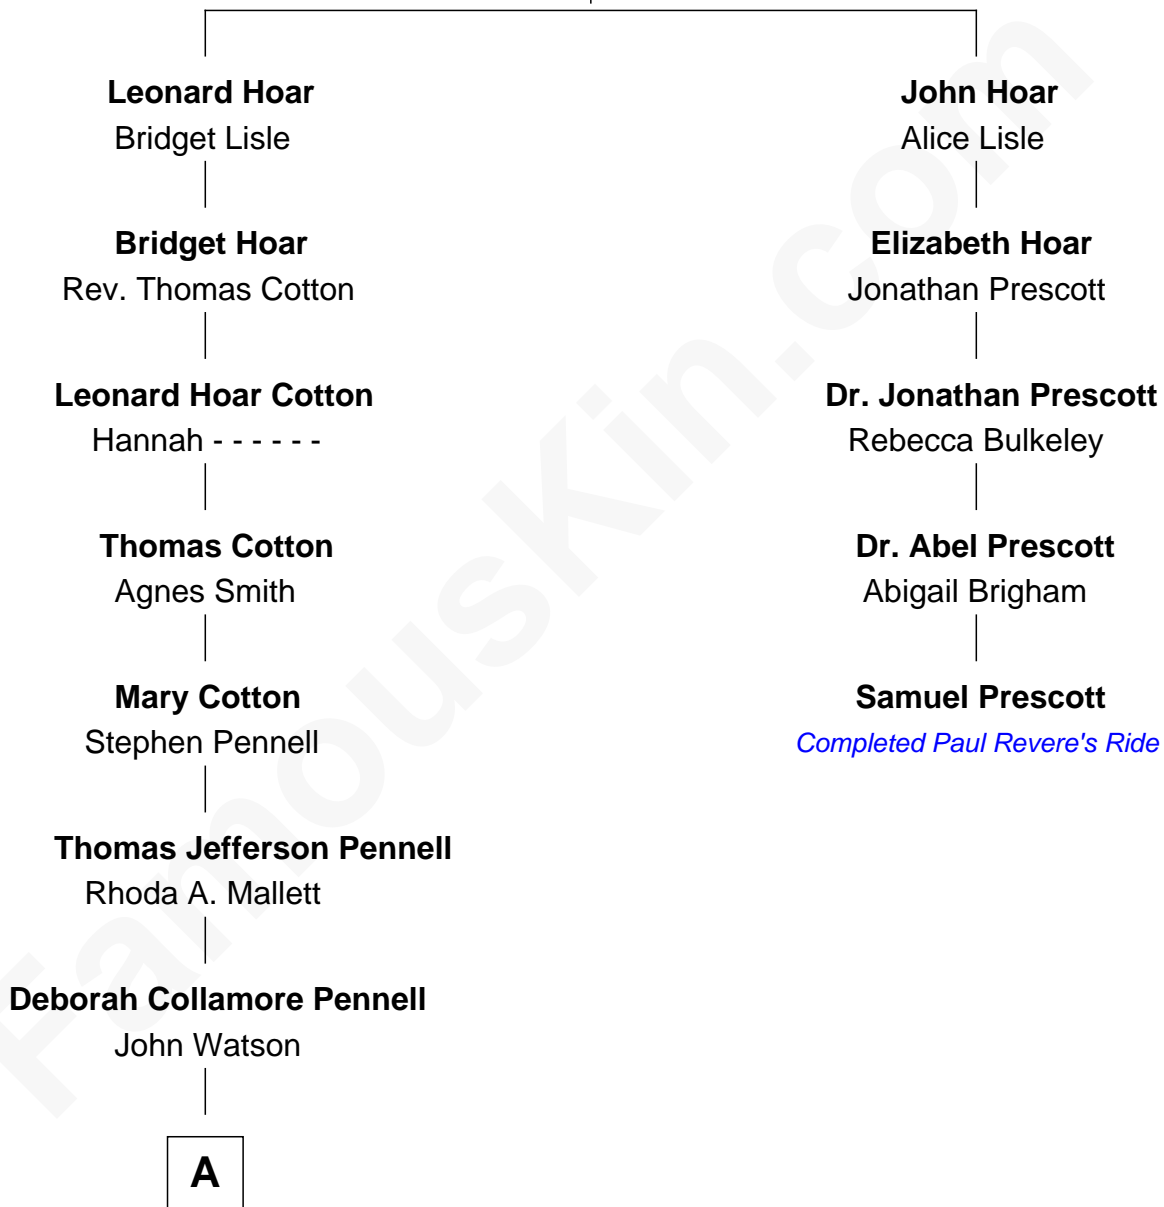 Leonard Hoar
Bridget Lisle
John Hoar
Alice Lisle
Bridget Hoar
Rev. Thomas Cotton
Elizabeth Hoar
Jonathan Prescott
Leonard Hoar Cotton
Hannah - - - - - -
Dr. Jonathan Prescott
Rebecca Bulkeley
Thomas Cotton
Agnes Smith
Dr. Abel Prescott
Abigail Brigham
Mary Cotton
Stephen Pennell
Samuel Prescott
Completed Paul Revere's Ride
Thomas Jefferson Pennell
Rhoda A. Mallett
Deborah Collamore Pennell
John Watson
A
FamousKin.com